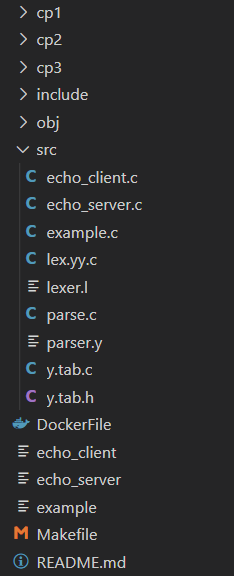 cp1
cp2
cp3
include
obj
src
C echo_client.c
C echo_server.c
C example.c
C lex.yy.c
lexer.l
C parse.c
parser.y
C y.tab.c
C y.tab.h
DockerFile
echo_client
echo_server
example
M Makefile
README.md